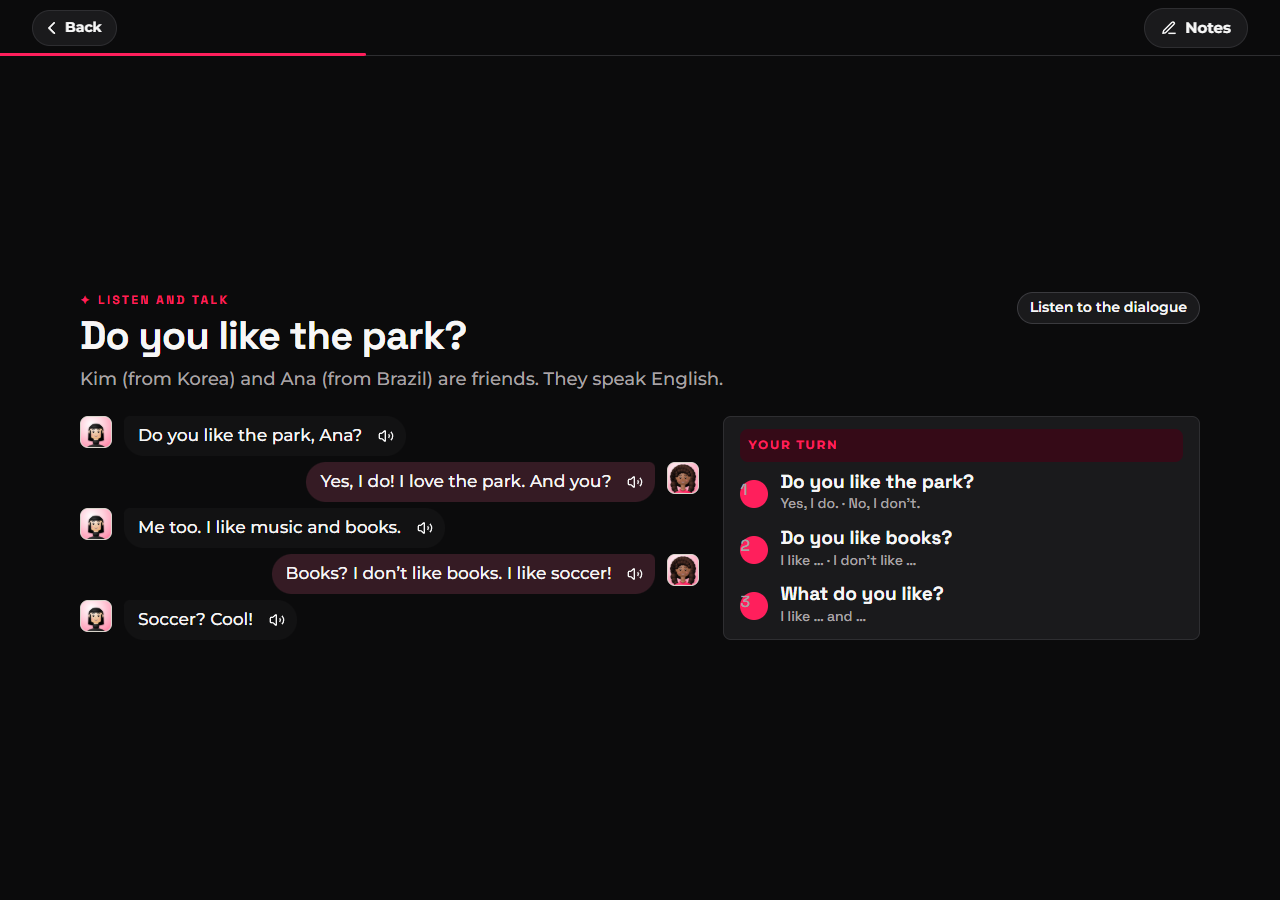 Back
Notes
✦ LISTEN AND TALK
Listen to the dialogue
Do you like the park?
Kim (from Korea) and Ana (from Brazil) are friends. They speak English.
Do you like the park, Ana?
Yes, I do! I love the park. And you?
Me too. I like music and books.
Books? I don’t like books. I like soccer!
Soccer? Cool!
YOUR TURN
1 Do you like the park?
Yes, I do. · No, I don’t.
2 Do you like books?
I like ... · I don’t like ...
3 What do you like?
I like ... and ...